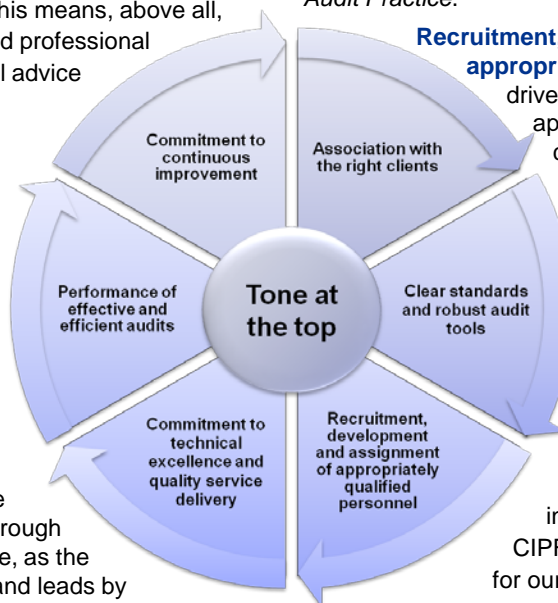 his means, above all,
d professional
l advice
Audit Practice.
Recruitment,
appropri
drive
ap
Commitment to
continuous
improvement
Association with
the right clients
Performance of
effective and
efficient audits
Tone at
the top
Clear standards
and robust audit
tools
Commitment to
technical
excellence and
quality service
delivery
Recruitment,
development
and assignment
of appropriately
qualified
personnel
rough
e, as the
and leads by
in
CIPF
for our